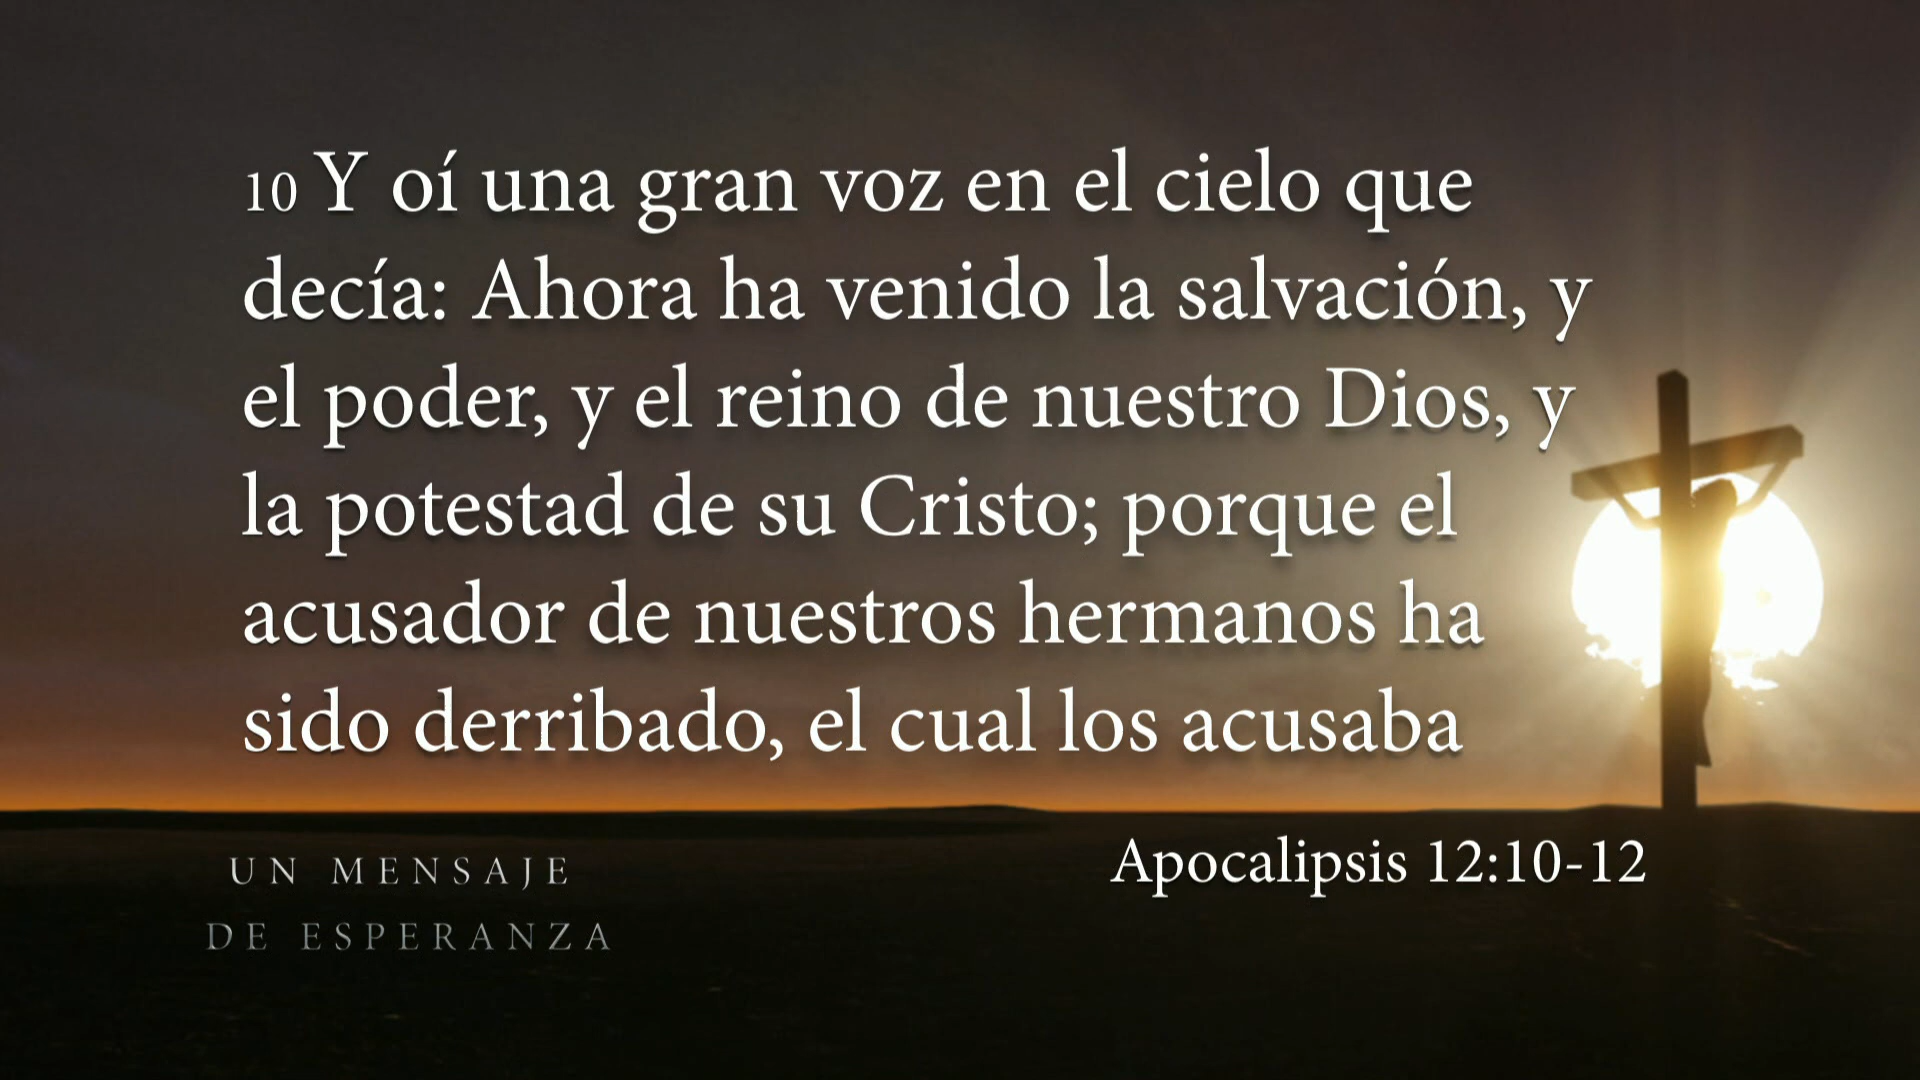 10 Y oí una gran voz en el cielo que
decía: Ahora ha venido la salvación, y
el poder, y el reino de nuestro Dios, y
la potestad de su Cristo; porque el
acusador de nuestros hermanos ha
sido derribado, el cual los acusaba
Apocalipsis 12:10-12
UN MENSAJE
DE ESPERANZA